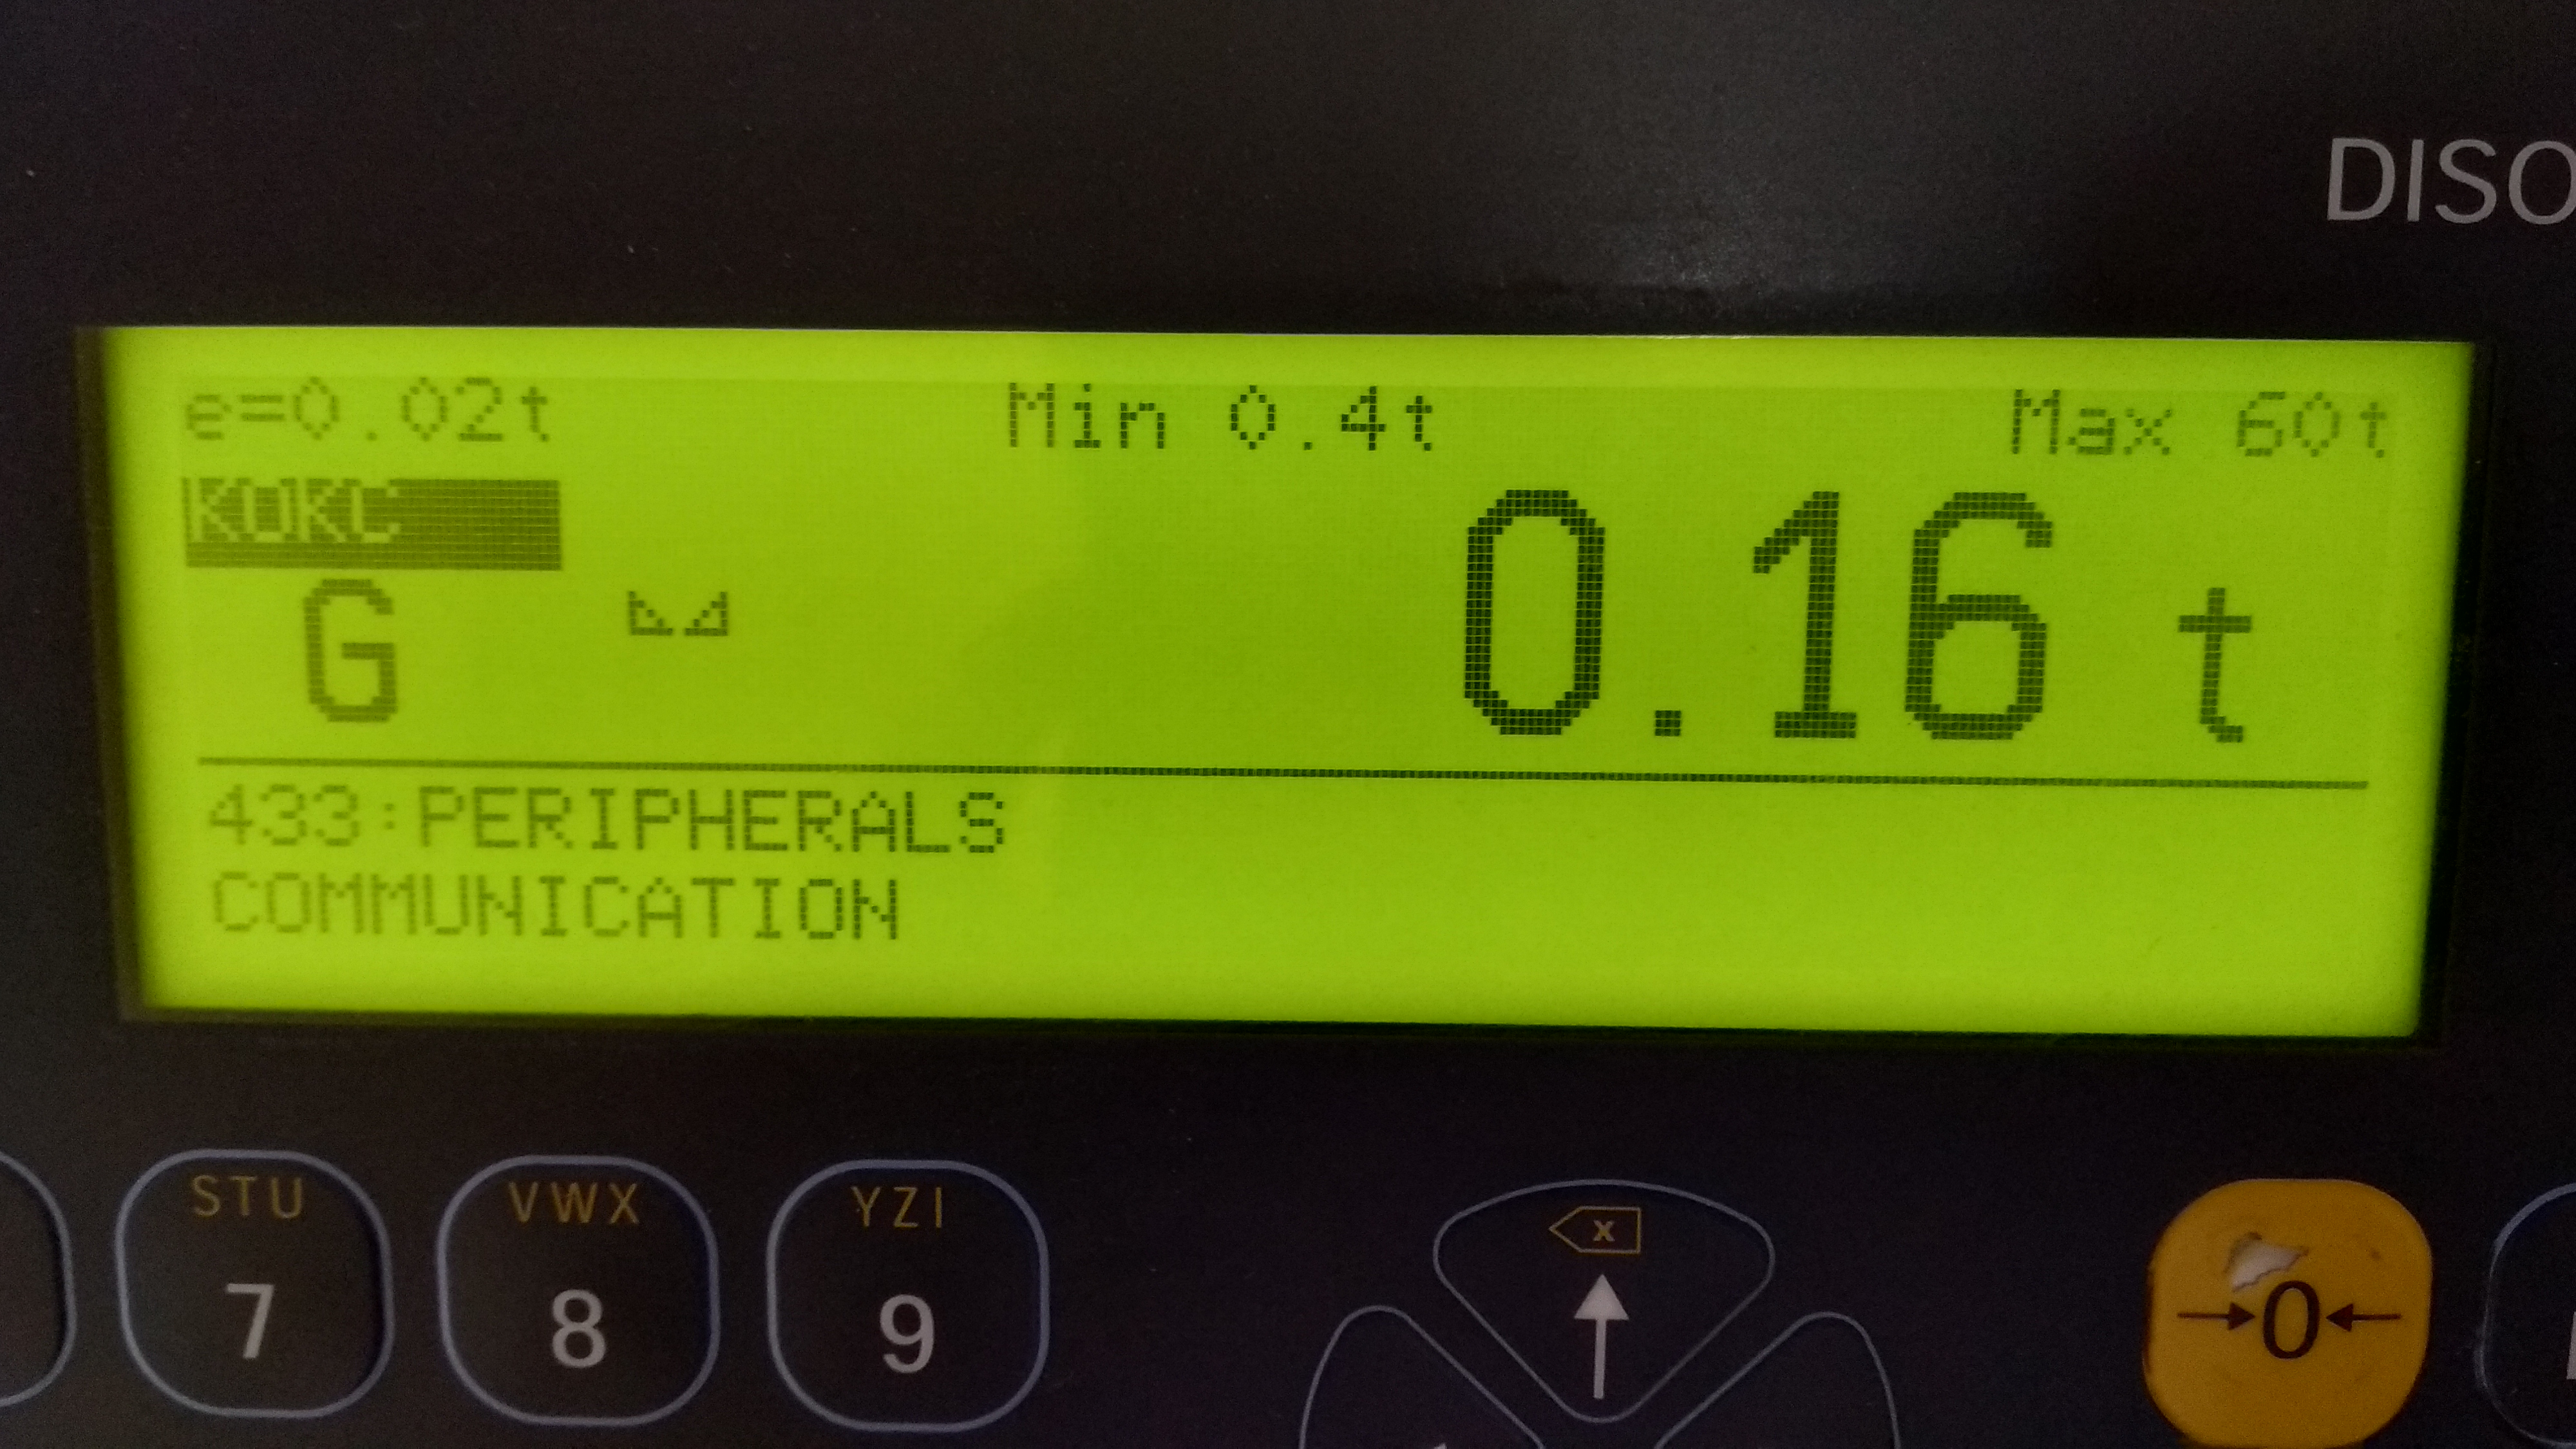 DISO
e=0.02t Min 0.4t Max 60t
КОКС
G 0.16 t
433:PERIPHERALS
COMMUNICATION
STU VWX YZI
7 8 9 x →0←